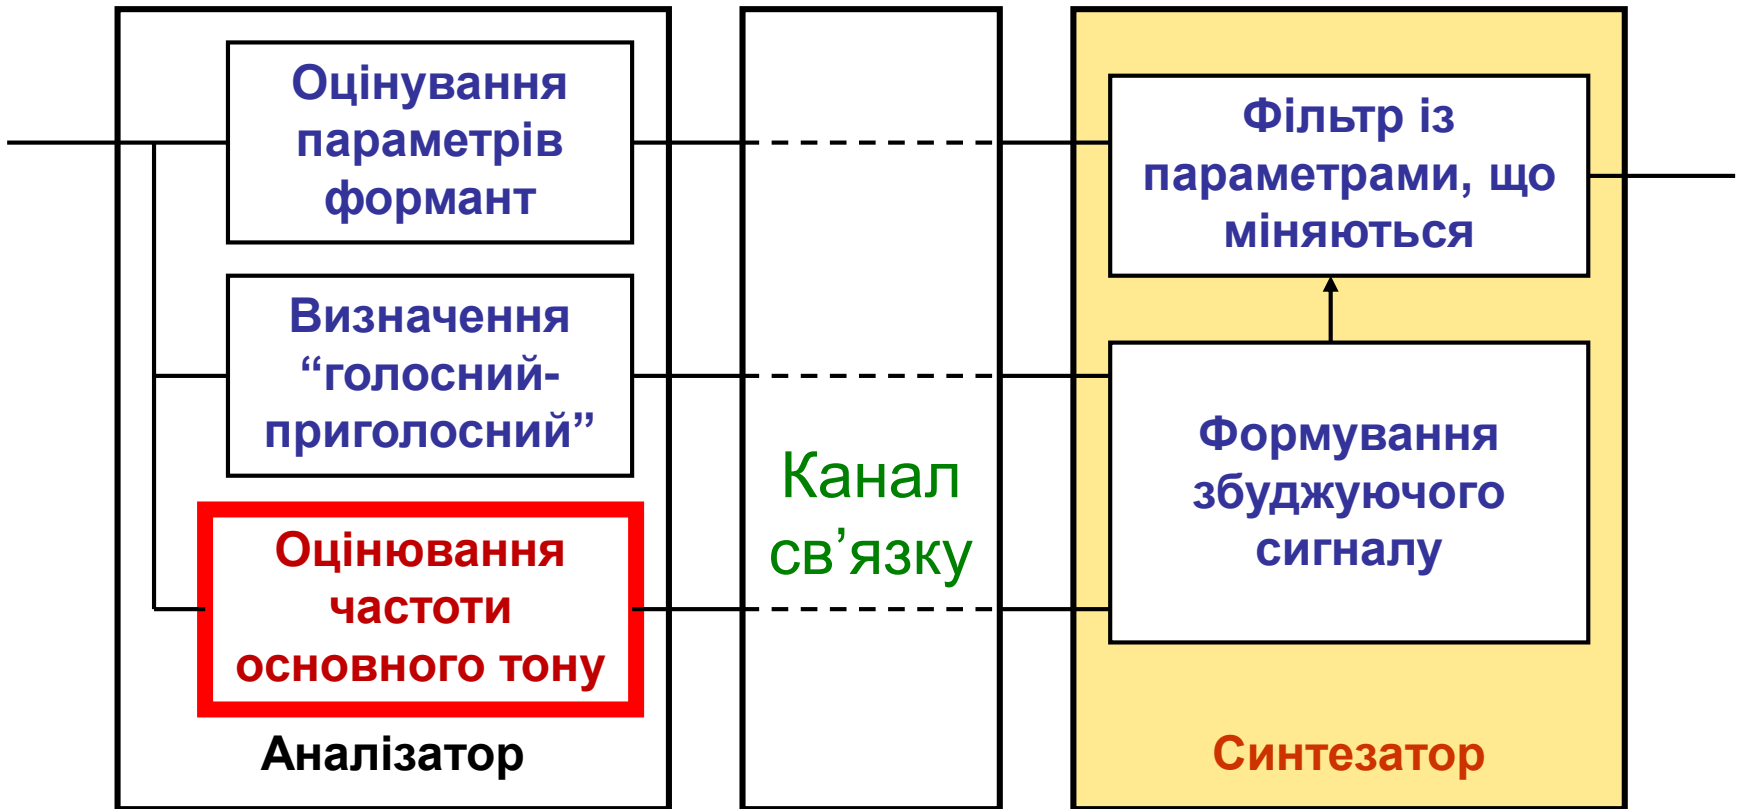 Оцінування
параметрів
формант
Визначення
“голосний-
приголосний”
Оцінювання
частоти
основного тону
Аналізатор
Канал
св’язку
Фільтр із
параметрами, що
міняються
Формування
збуджуючого
сигналу
Синтезатор